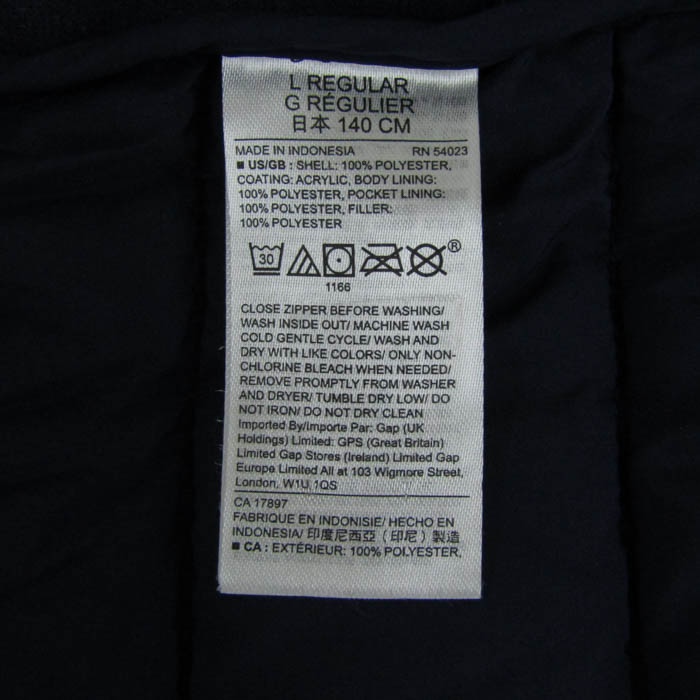 L REGULAR
G RÉGULIER
日本 140 CM
MADE IN INDONESIA RN 54023
■ US/GB : SHELL: 100% POLYESTER,
COATING: ACRYLIC, BODY LINING:
100% POLYESTER, POCKET LINING:
100% POLYESTER, FILLER:
100% POLYESTER
30
®
1166
CLOSE ZIPPER BEFORE WASHING/
WASH INSIDE OUT/ MACHINE WASH
COLD GENTLE CYCLE/ WASH AND
DRY WITH LIKE COLORS/ ONLY NON-
CHLORINE BLEACH WHEN NEEDED/
REMOVE PROMPTLY FROM WASHER
AND DRYER/ TUMBLE DRY LOW/ DO
NOT IRON/ DO NOT DRY CLEAN
Imported By/Importe Par: Gap (UK
Holdings) Limited: GPS (Great Britain)
Limited Gap Stores (Ireland) Limited Gap
Europe Limited All at 103 Wigmore Street,
London, W1U 1QS
CA 17897
FABRIQUE EN INDONISIE/ HECHO EN
INDONESIA/ 印度尼西亞 (印尼) 製造
■ CA : EXTÉRIEUR: 100% POLYESTER,